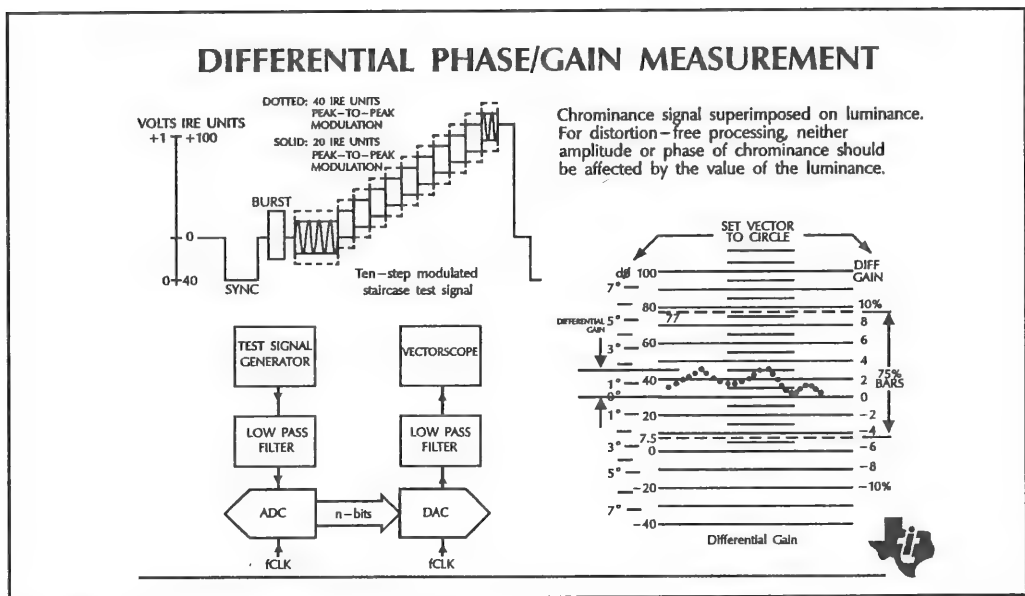 DIFFERENTIAL PHASE/GAIN MEASUREMENT
VOLTS IRE UNITS
+1 +100
0
0 -40
DOTTED: 40 IRE UNITS
PEAK-TO-PEAK
MODULATION
SOLID: 20 IRE UNITS
PEAK-TO-PEAK
MODULATION
BURST
SYNC
Ten-step modulated
staircase test signal
Chrominance signal superimposed on luminance.
For distortion-free processing, neither
amplitude or phase of chrominance should
be affected by the value of the luminance.
TEST SIGNAL
GENERATOR
VECTORSCOPE
LOW PASS
FILTER
LOW PASS
FILTER
ADC
n-bits
DAC
fCLK
fCLK
SET VECTOR
TO CIRCLE
dø
DIFF
GAIN
100
7°
80
10%
77
DIFFERENTIAL
GAIN
5°
8
60
6
3°
4
1°
40
2
75%
BARS
0°
0
1°
20
-2
7.5
-4
3°
0
-6
5°
-8
-20
-10%
7°
-40
Differential Gain
i